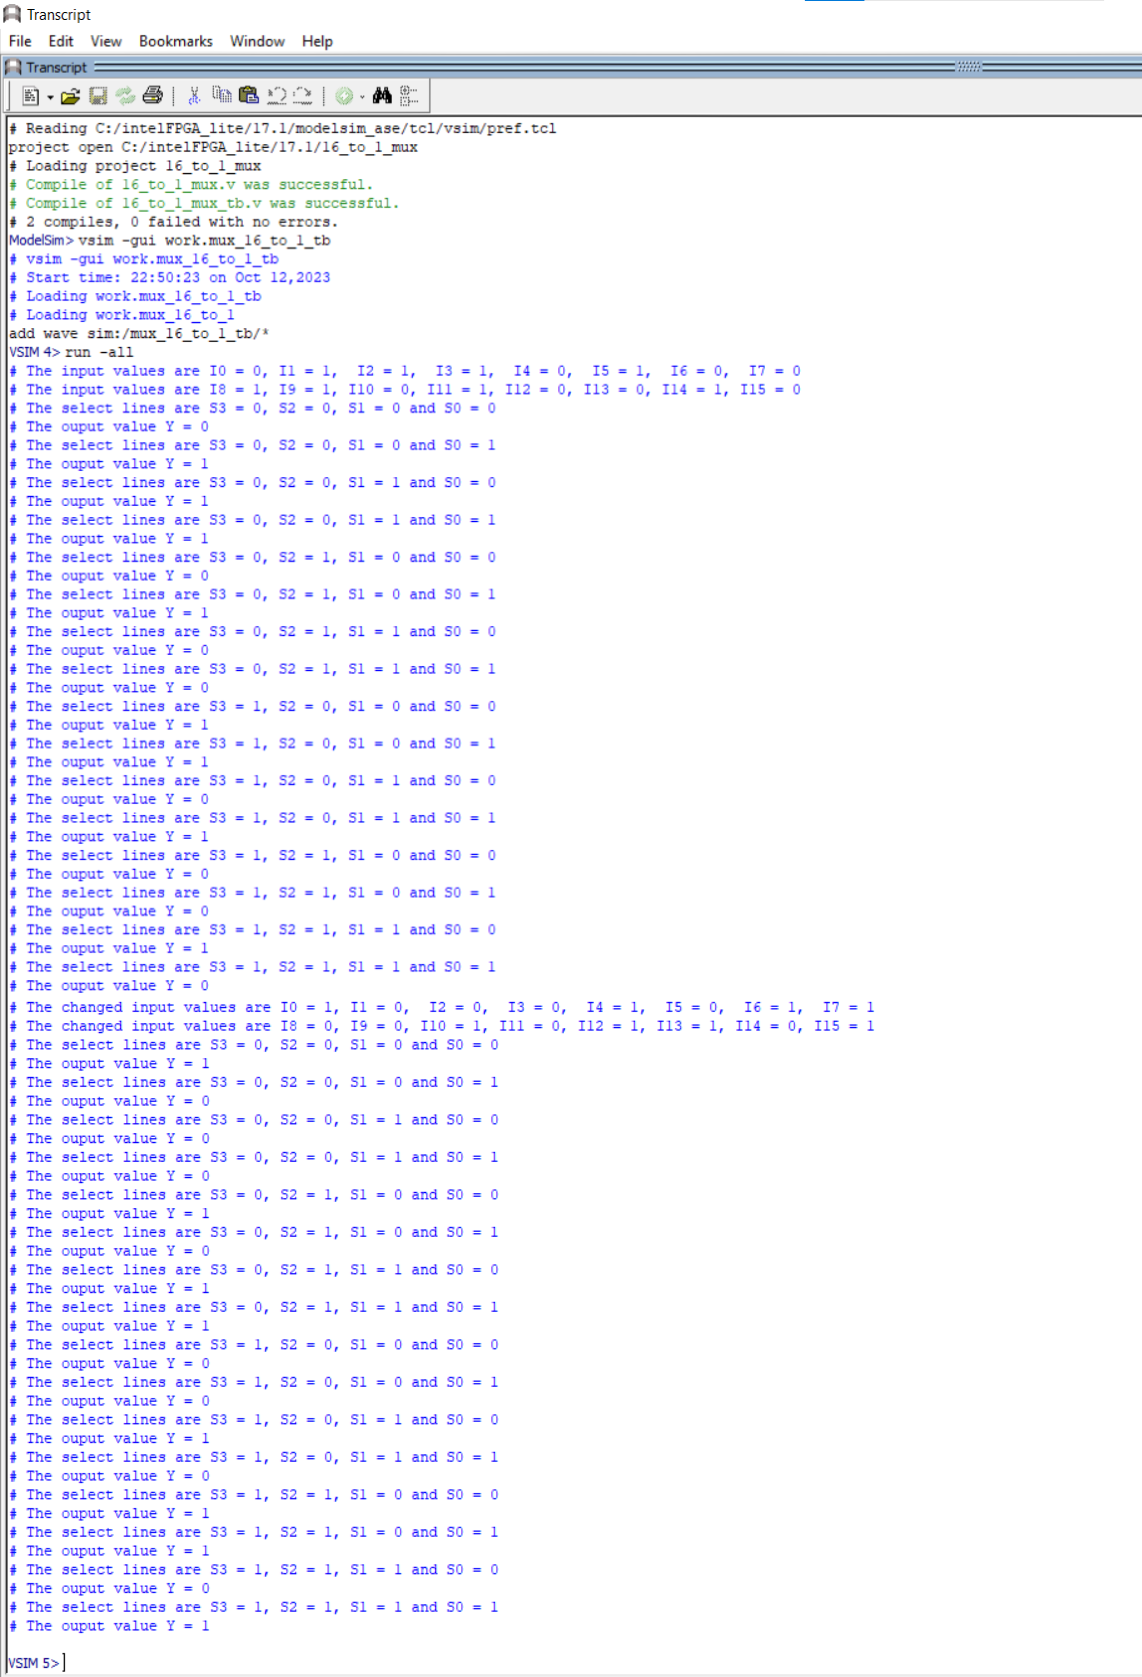 Transcript
File Edit View Bookmarks Window Help
Transcript
# Reading C:/intelFPGA_lite/17.1/modelsim_ase/tcl/vsim/pref.tcl
project open C:/intelFPGA_lite/17.1/16_to_1_mux
# Loading project 16_to_1_mux
# Compile of 16_to_1_mux.v was successful.
# Compile of 16_to_1_mux_tb.v was successful.
# 2 compiles, 0 failed with no errors.
ModelSim> vsim -gui work.mux_16_to_1_tb
# vsim -gui work.mux_16_to_1_tb
# Start time: 22:50:23 on Oct 12,2023
# Loading work.mux_16_to_1_tb
# Loading work.mux_16_to_1
add wave sim:/mux_16_to_1_tb/*
VSIM 4> run -all
# The input values are I0 = 0, I1 = 1,  I2 = 1,  I3 = 1,  I4 = 0,  I5 = 1,  I6 = 0,  I7 = 0
# The input values are I8 = 1, I9 = 1, I10 = 0, I11 = 1, I12 = 0, I13 = 0, I14 = 1, I15 = 0
# The select lines are S3 = 0, S2 = 0, S1 = 0 and S0 = 0
# The ouput value Y = 0
# The select lines are S3 = 0, S2 = 0, S1 = 0 and S0 = 1
# The ouput value Y = 1
# The select lines are S3 = 0, S2 = 0, S1 = 1 and S0 = 0
# The ouput value Y = 1
# The select lines are S3 = 0, S2 = 0, S1 = 1 and S0 = 1
# The ouput value Y = 1
# The select lines are S3 = 0, S2 = 1, S1 = 0 and S0 = 0
# The ouput value Y = 0
# The select lines are S3 = 0, S2 = 1, S1 = 0 and S0 = 1
# The ouput value Y = 1
# The select lines are S3 = 0, S2 = 1, S1 = 1 and S0 = 0
# The ouput value Y = 0
# The select lines are S3 = 0, S2 = 1, S1 = 1 and S0 = 1
# The ouput value Y = 0
# The select lines are S3 = 1, S2 = 0, S1 = 0 and S0 = 0
# The ouput value Y = 1
# The select lines are S3 = 1, S2 = 0, S1 = 0 and S0 = 1
# The ouput value Y = 1
# The select lines are S3 = 1, S2 = 0, S1 = 1 and S0 = 0
# The ouput value Y = 0
# The select lines are S3 = 1, S2 = 0, S1 = 1 and S0 = 1
# The ouput value Y = 1
# The select lines are S3 = 1, S2 = 1, S1 = 0 and S0 = 0
# The ouput value Y = 0
# The select lines are S3 = 1, S2 = 1, S1 = 0 and S0 = 1
# The ouput value Y = 0
# The select lines are S3 = 1, S2 = 1, S1 = 1 and S0 = 0
# The ouput value Y = 1
# The select lines are S3 = 1, S2 = 1, S1 = 1 and S0 = 1
# The ouput value Y = 0
# The changed input values are I0 = 1, I1 = 0,  I2 = 0,  I3 = 0,  I4 = 1,  I5 = 0,  I6 = 1,  I7 = 1
# The changed input values are I8 = 0, I9 = 0, I10 = 1, I11 = 0, I12 = 1, I13 = 1, I14 = 0, I15 = 1
# The select lines are S3 = 0, S2 = 0, S1 = 0 and S0 = 0
# The ouput value Y = 1
# The select lines are S3 = 0, S2 = 0, S1 = 0 and S0 = 1
# The ouput value Y = 0
# The select lines are S3 = 0, S2 = 0, S1 = 1 and S0 = 0
# The ouput value Y = 0
# The select lines are S3 = 0, S2 = 0, S1 = 1 and S0 = 1
# The ouput value Y = 0
# The select lines are S3 = 0, S2 = 1, S1 = 0 and S0 = 0
# The ouput value Y = 1
# The select lines are S3 = 0, S2 = 1, S1 = 0 and S0 = 1
# The ouput value Y = 0
# The select lines are S3 = 0, S2 = 1, S1 = 1 and S0 = 0
# The ouput value Y = 1
# The select lines are S3 = 0, S2 = 1, S1 = 1 and S0 = 1
# The ouput value Y = 1
# The select lines are S3 = 1, S2 = 0, S1 = 0 and S0 = 0
# The ouput value Y = 0
# The select lines are S3 = 1, S2 = 0, S1 = 0 and S0 = 1
# The ouput value Y = 0
# The select lines are S3 = 1, S2 = 0, S1 = 1 and S0 = 0
# The ouput value Y = 1
# The select lines are S3 = 1, S2 = 0, S1 = 1 and S0 = 1
# The ouput value Y = 0
# The select lines are S3 = 1, S2 = 1, S1 = 0 and S0 = 0
# The ouput value Y = 1
# The select lines are S3 = 1, S2 = 1, S1 = 0 and S0 = 1
# The ouput value Y = 1
# The select lines are S3 = 1, S2 = 1, S1 = 1 and S0 = 0
# The ouput value Y = 0
# The select lines are S3 = 1, S2 = 1, S1 = 1 and S0 = 1
# The ouput value Y = 1
VSIM 5>